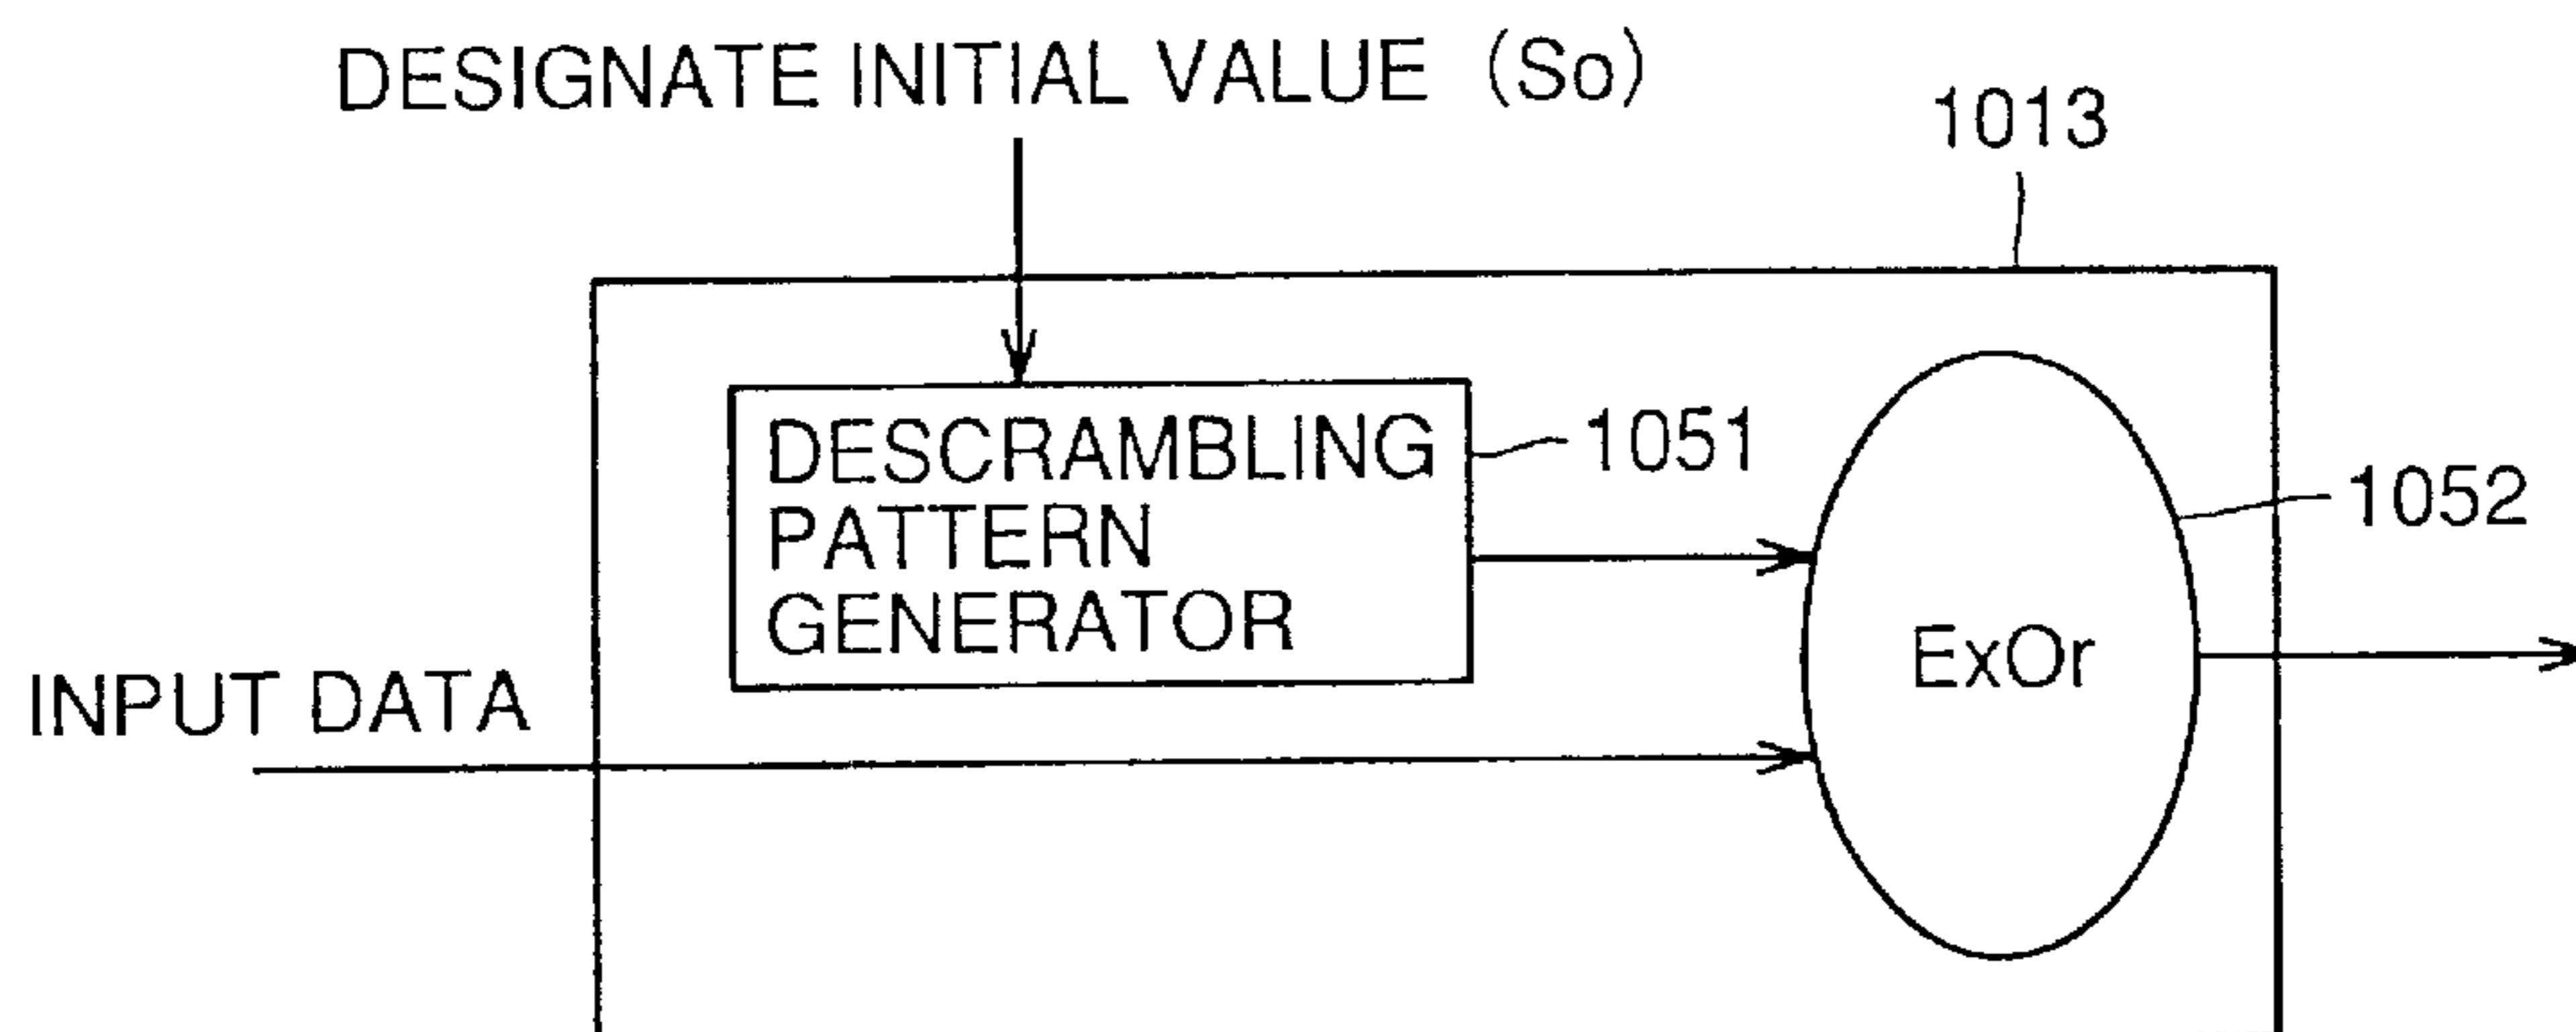 DESIGNATE INITIAL VALUE (So)
1013
DESCRAMBLING
PATTERN
GENERATOR
1051
1052
ExOr
INPUT DATA